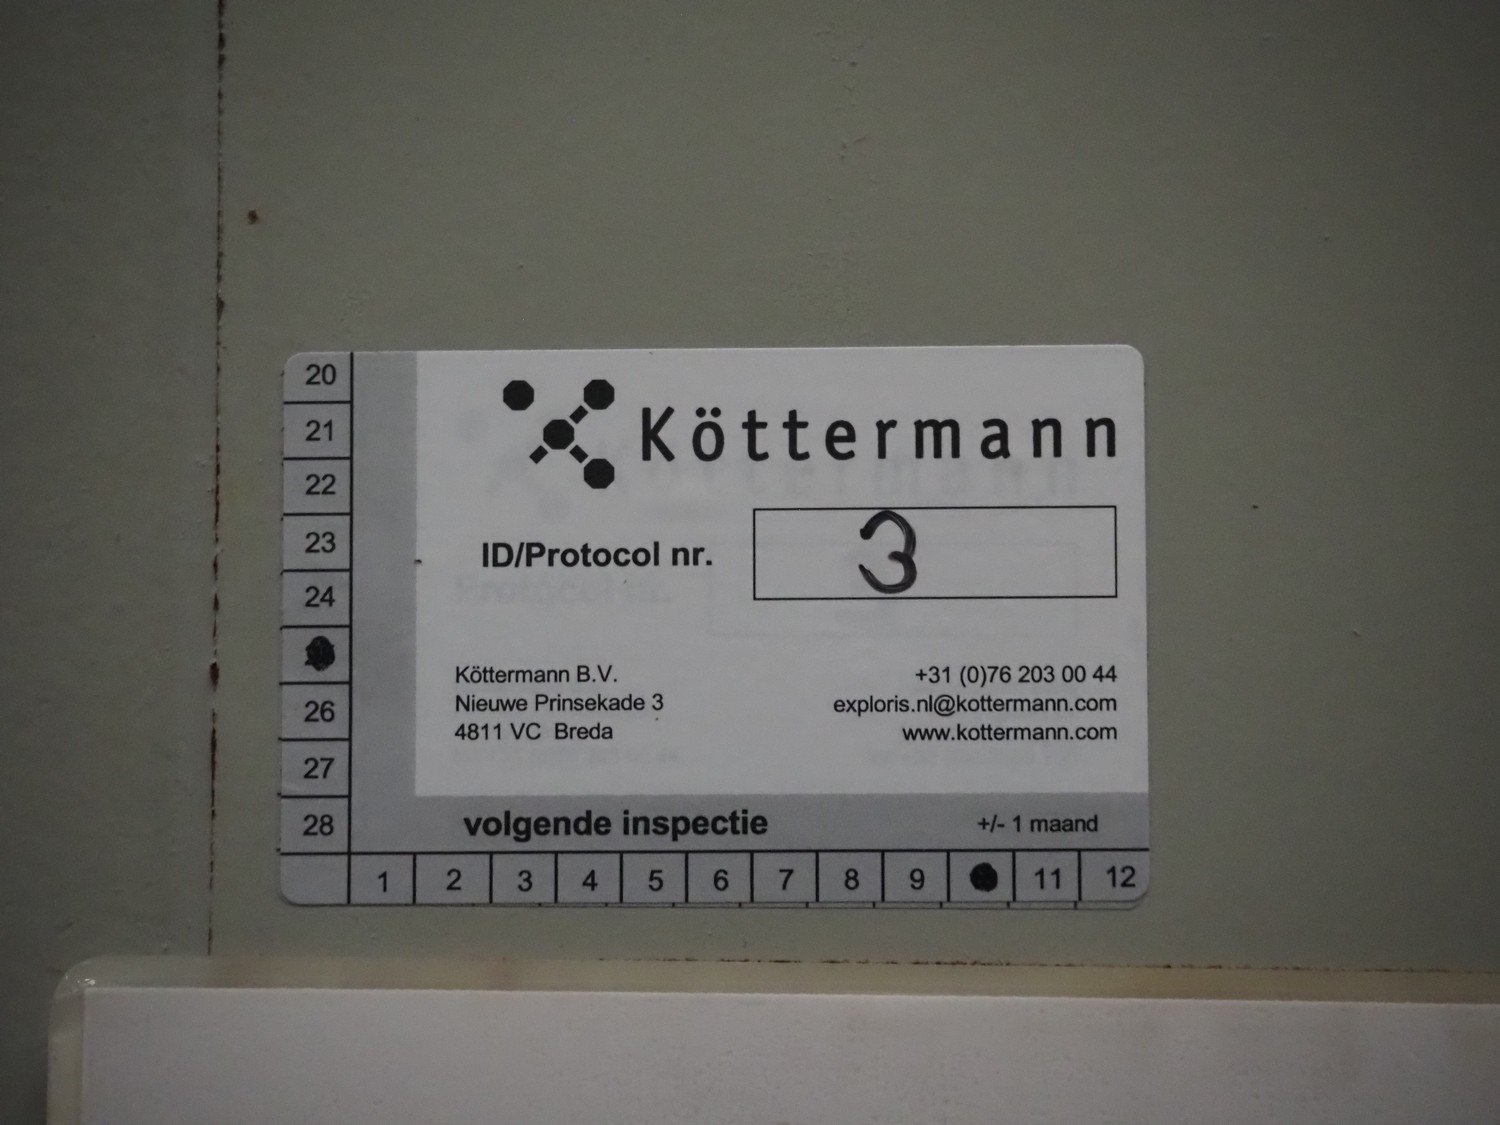 Köttermann
ID/Protocol nr. 3
Köttermann B.V.
Nieuwe Prinsekade 3
4811 VC Breda
+31 (0)76 203 00 44
exploris.nl@kottermann.com
www.kottermann.com
volgende inspectie
+/- 1 maand
20
21
22
23
24
26
27
28
1 2 3 4 5 6 7 8 9 11 12